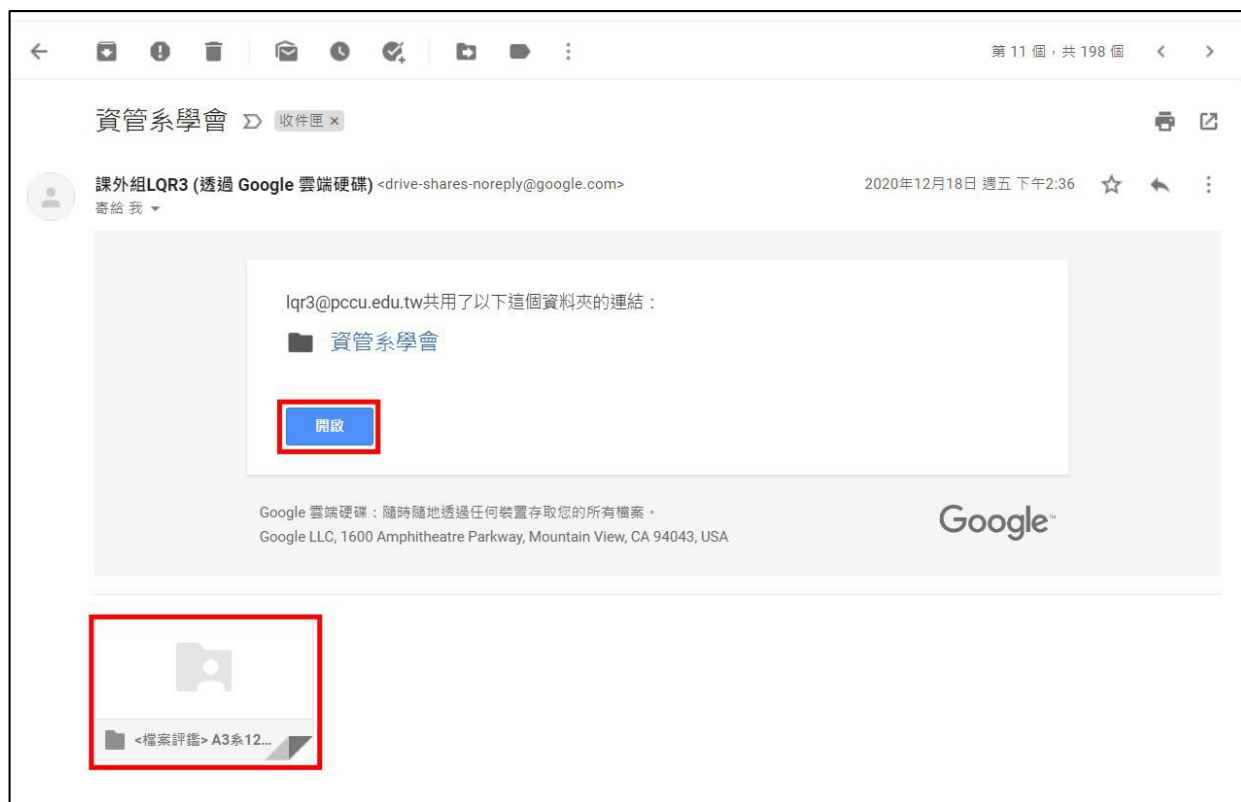 第 11 個，共 198 個
資管系學會 收件匣 ×
課外組LQR3 (透過 Google 雲端硬碟) <drive-shares-noreply@google.com> 2020年12月18日 週五 下午2:36
寄給 我
lqr3@pccu.edu.tw共用了以下這個資料夾的連結：
資管系學會
開啟
Google 雲端硬碟：隨時隨地透過任何裝置存取您的所有檔案。
Google LLC, 1600 Amphitheatre Parkway, Mountain View, CA 94043, USA
Google™
<檔案評鑑> A3系12...